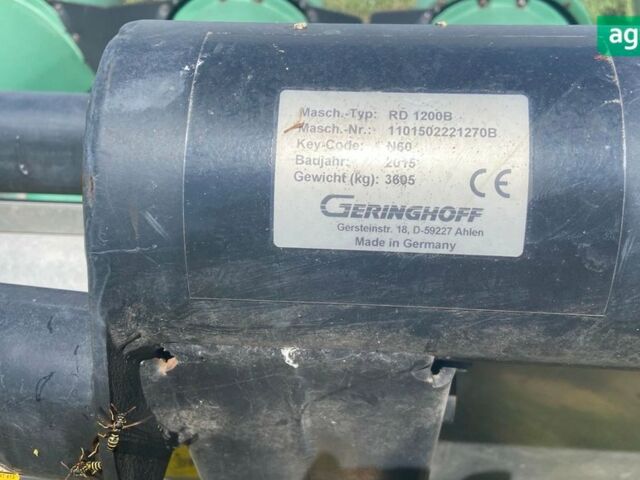 ag
Masch.-Typ: RD 1200B
Masch.-Nr.: 1101502221270B
Key-Code: N60
Baujahr: 2015
Gewicht (kg): 3605
CE
GERINGHOFF
Gersteinstr. 18, D-59227 Ahlen
Made in Germany